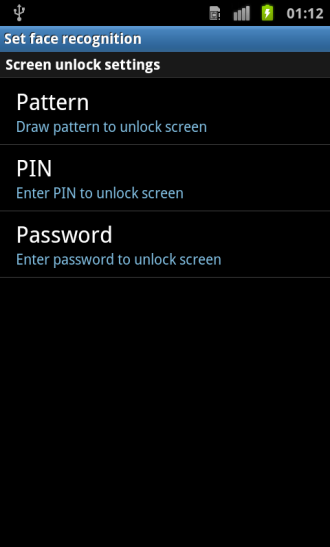 01:12
Set face recognition
Screen unlock settings
Pattern
Draw pattern to unlock screen
PIN
Enter PIN to unlock screen
Password
Enter password to unlock screen